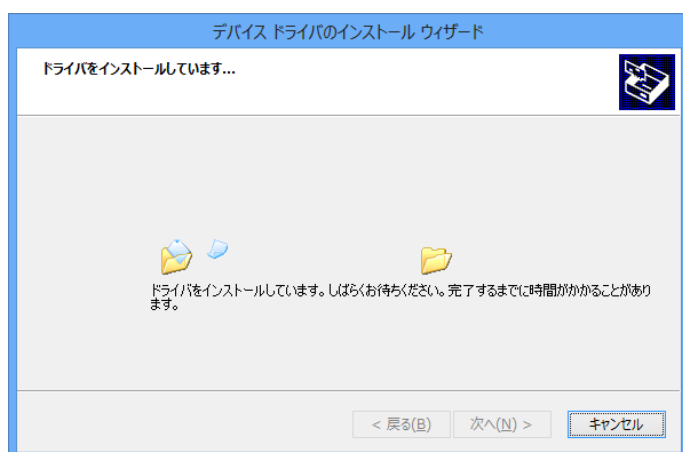 デバイス ドライバのインストール ウィザード
ドライバをインストールしています...
ドライバをインストールしています。しばらくお待ちください。完了するまでに時間がかかることがあり
ます。
< 戻る(B) 次へ(N) > キャンセル